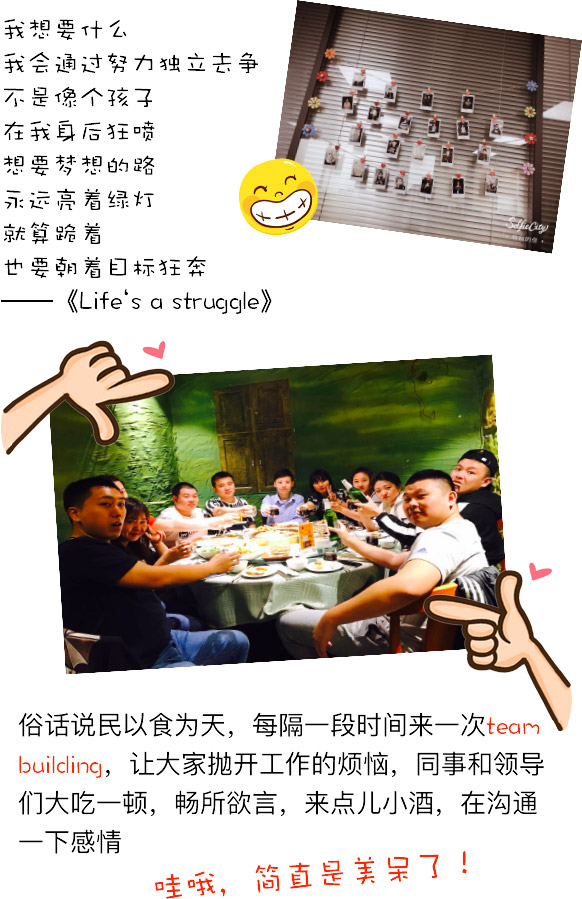 我想要什么
我会通过努力独立去争
不是像个孩子
在我身后狂喷
想要梦想的路
永远亮着绿灯
就算跪着
也要朝着目标狂奔
——《Life's a struggle》
SelfieCity
俗话说民以食为天，每隔一段时间来一次team
building，让大家抛开工作的烦恼，同事和领导
们大吃一顿，畅所欲言，来点儿小酒，在沟通
一下感情
哇哦，简直是美呆了！